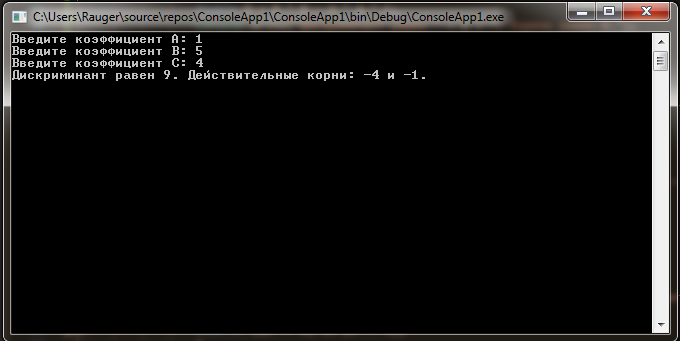 C:\Users\Rauger\source\repos\ConsoleApp1\ConsoleApp1\bin\Debug\ConsoleApp1.exe
Введите коэффициент A: 1
Введите коэффициент B: 5
Введите коэффициент C: 4
Дискриминант равен 9. Действительные корни: -4 и -1.